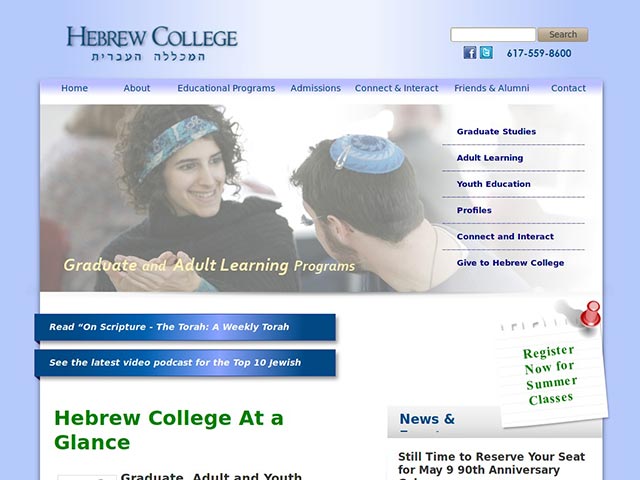 HEBREW COLLEGE
המכללה העברית
Search
617-559-8600
Home
About
Educational Programs
Admissions
Connect & Interact
Friends & Alumni
Contact
Graduate Studies
Adult Learning
Youth Education
Profiles
Connect and Interact
Give to Hebrew College
Graduate and Adult Learning Programs
Read “On Scripture - The Torah: A Weekly Torah
See the latest video podcast for the Top 10 Jewish
Register
Now for
Summer
Classes
Hebrew College At a
Glance
News &
Still Time to Reserve Your Seat
for May 9 90th Anniversary
Graduate, Adult and Youth